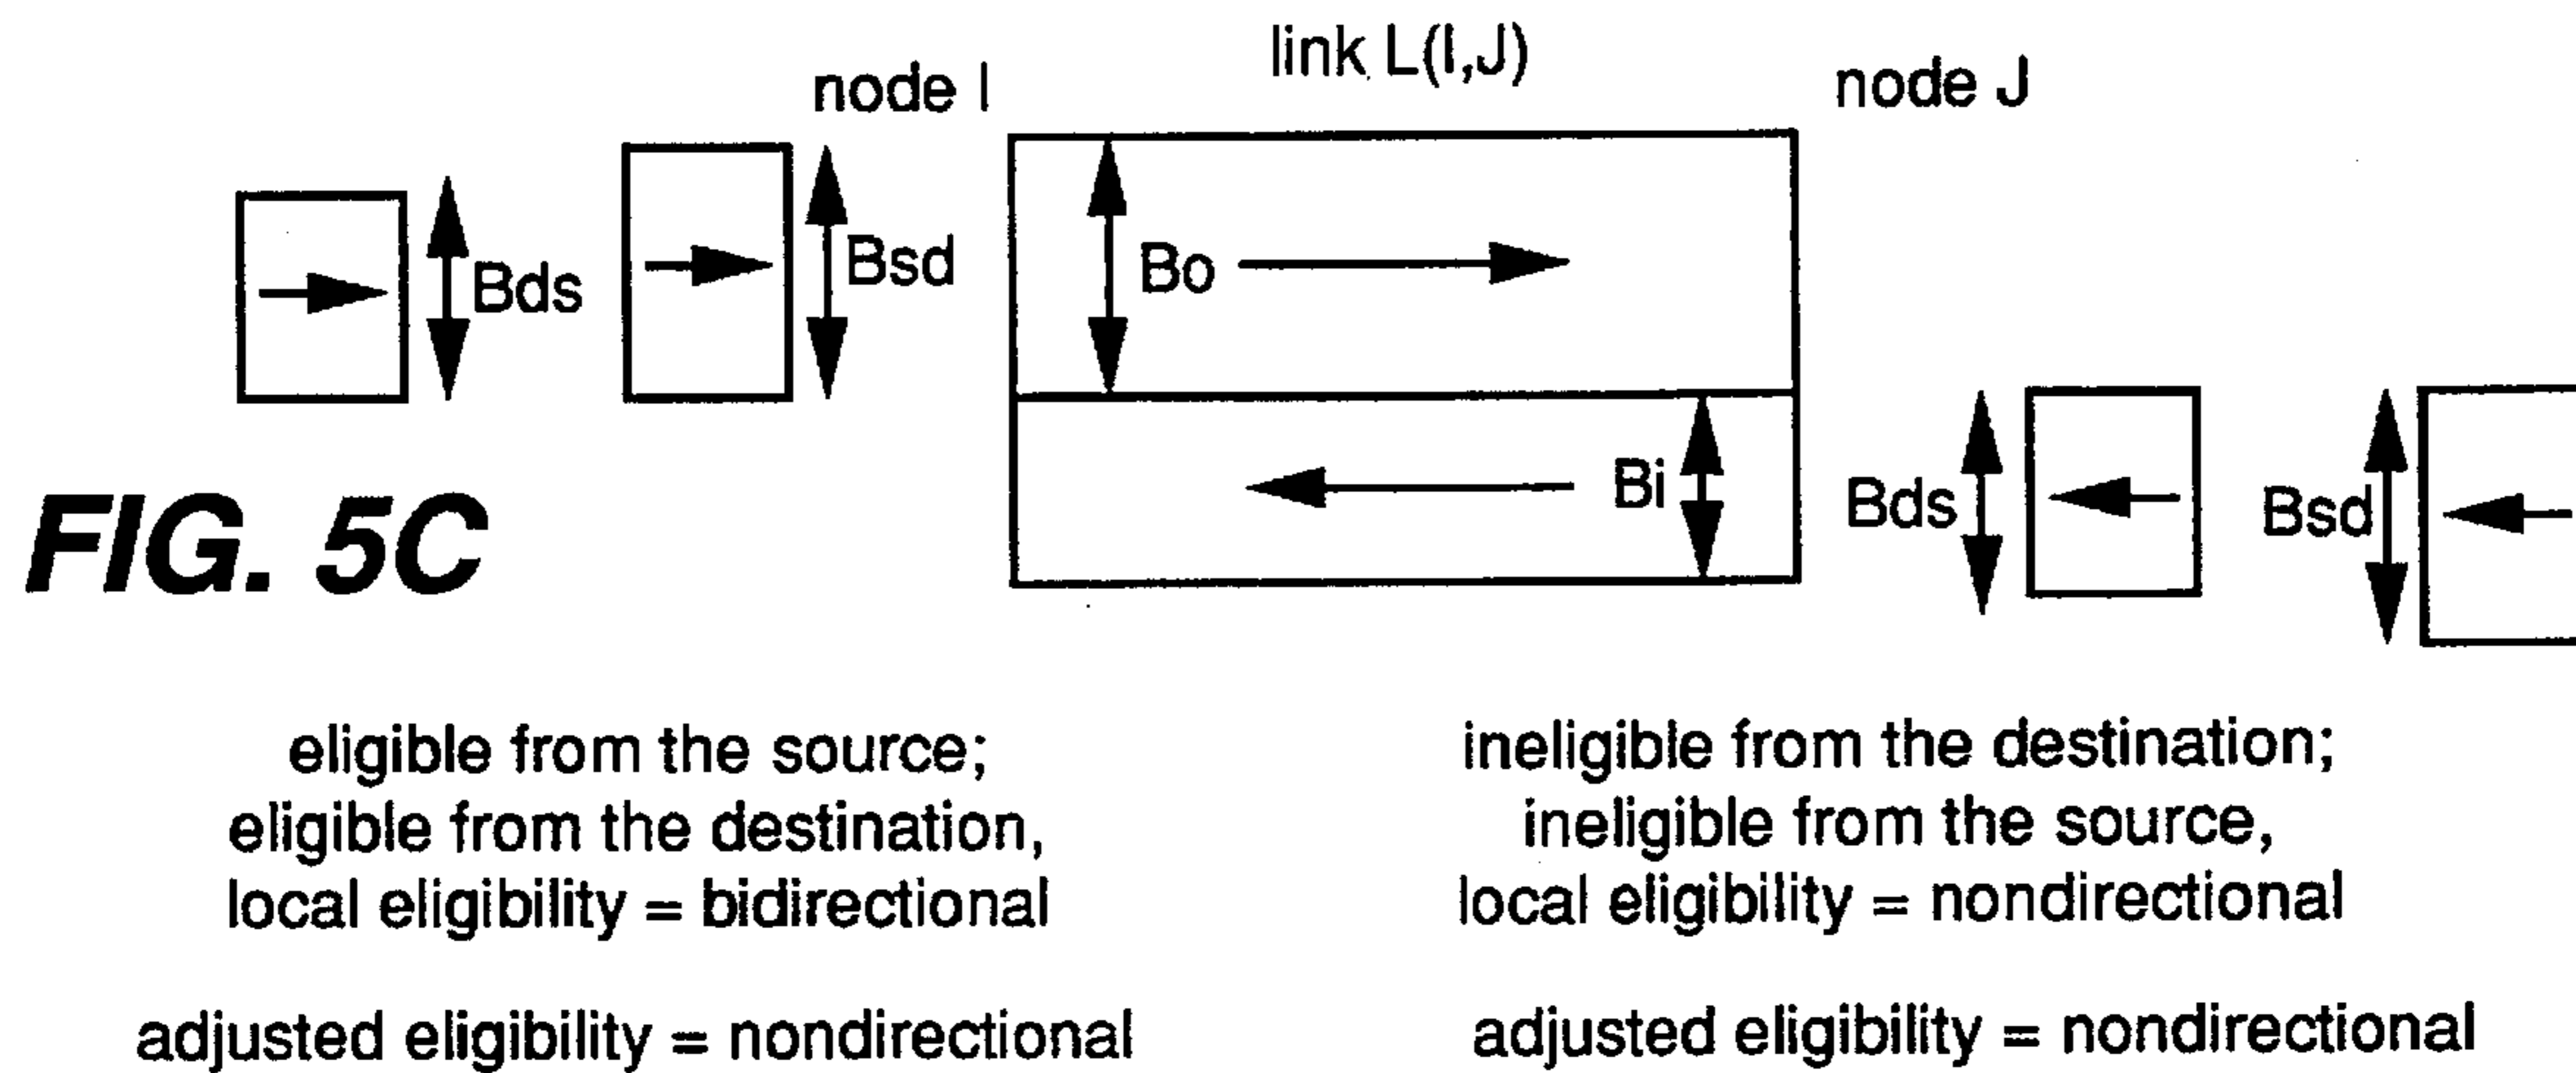 link L(I,J)
node I
node J
Bds
Bsd
Bo
Bi
Bds
Bsd
FIG. 5C
eligible from the source;
eligible from the destination,
local eligibility = bidirectional
adjusted eligibility = nondirectional
ineligible from the destination;
ineligible from the source,
local eligibility = nondirectional
adjusted eligibility = nondirectional